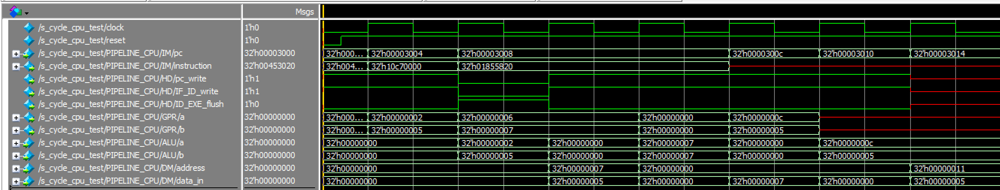 Msgs
/s_cycle_cpu_test/clock 1'h0
/s_cycle_cpu_test/reset 1'h0
/s_cycle_cpu_test/PIPELINE_CPU/IM/pc 32'h00003000 32'h000... 32'h00003004 32'h00003008 32'h0000300c 32'h00003010 32'h00003014
/s_cycle_cpu_test/PIPELINE_CPU/IM/instruction 32'h00453020 32'h004... 32'h10c70000 32'h01855820
/s_cycle_cpu_test/PIPELINE_CPU/HD/pc_write 1'h1
/s_cycle_cpu_test/PIPELINE_CPU/HD/IF_ID_write 1'h1
/s_cycle_cpu_test/PIPELINE_CPU/HD/ID_EXE_flush 1'h0
/s_cycle_cpu_test/PIPELINE_CPU/GPR/a 32'h00000000 32'h000... 32'h00000002 32'h00000006 32'h00000000 32'h0000000c
/s_cycle_cpu_test/PIPELINE_CPU/GPR/b 32'h00000000 32'h000... 32'h00000005 32'h00000007 32'h00000000 32'h00000005
/s_cycle_cpu_test/PIPELINE_CPU/ALU/a 32'h00000000 32'h00000000 32'h00000002 32'h00000000 32'h00000007 32'h00000000 32'h0000000c
/s_cycle_cpu_test/PIPELINE_CPU/ALU/b 32'h00000000 32'h00000000 32'h00000005 32'h00000000 32'h00000007 32'h00000000 32'h00000005
/s_cycle_cpu_test/PIPELINE_CPU/DM/address 32'h00000000 32'h00000000 32'h00000007 32'h00000000 32'h00000011
/s_cycle_cpu_test/PIPELINE_CPU/DM/data_in 32'h00000000 32'h00000000 32'h00000005 32'h00000000 32'h00000007 32'h00000000 32'h00000005